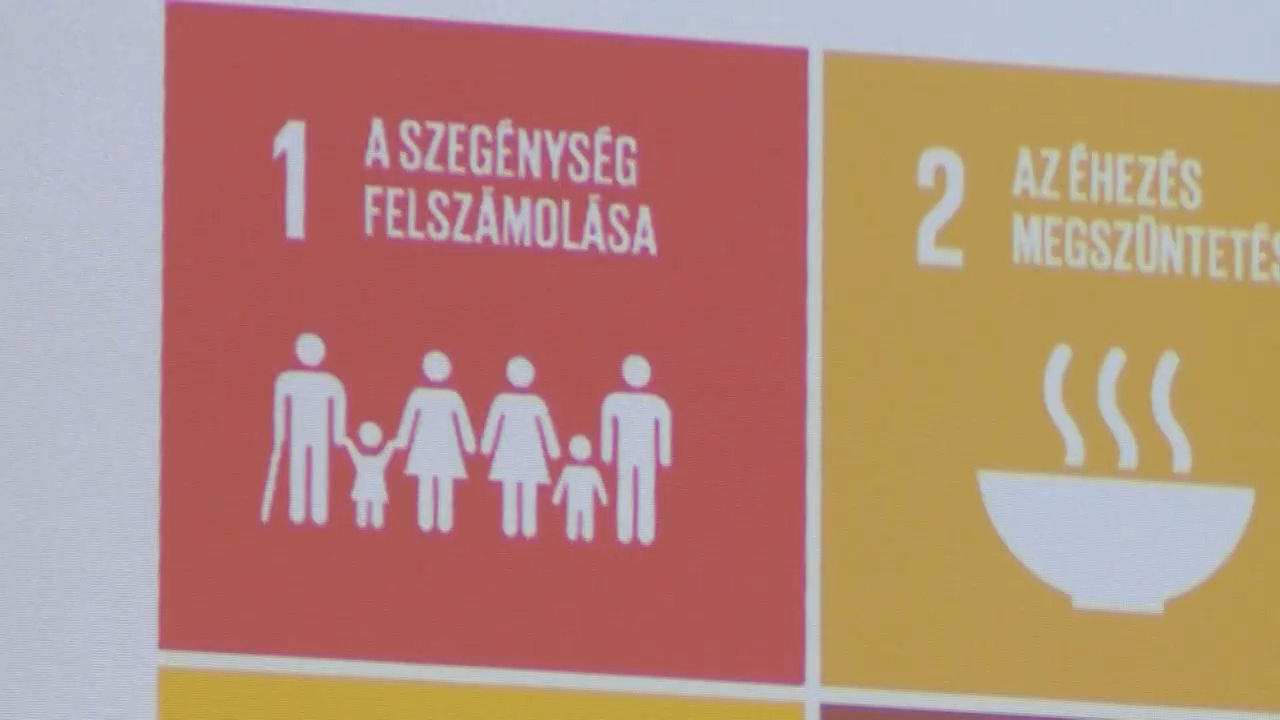 1
A SZEGÉNYSÉG
FELSZÁMOLÁSA
2
AZ ÉHEZÉS
MEGSZÜNTETÉS